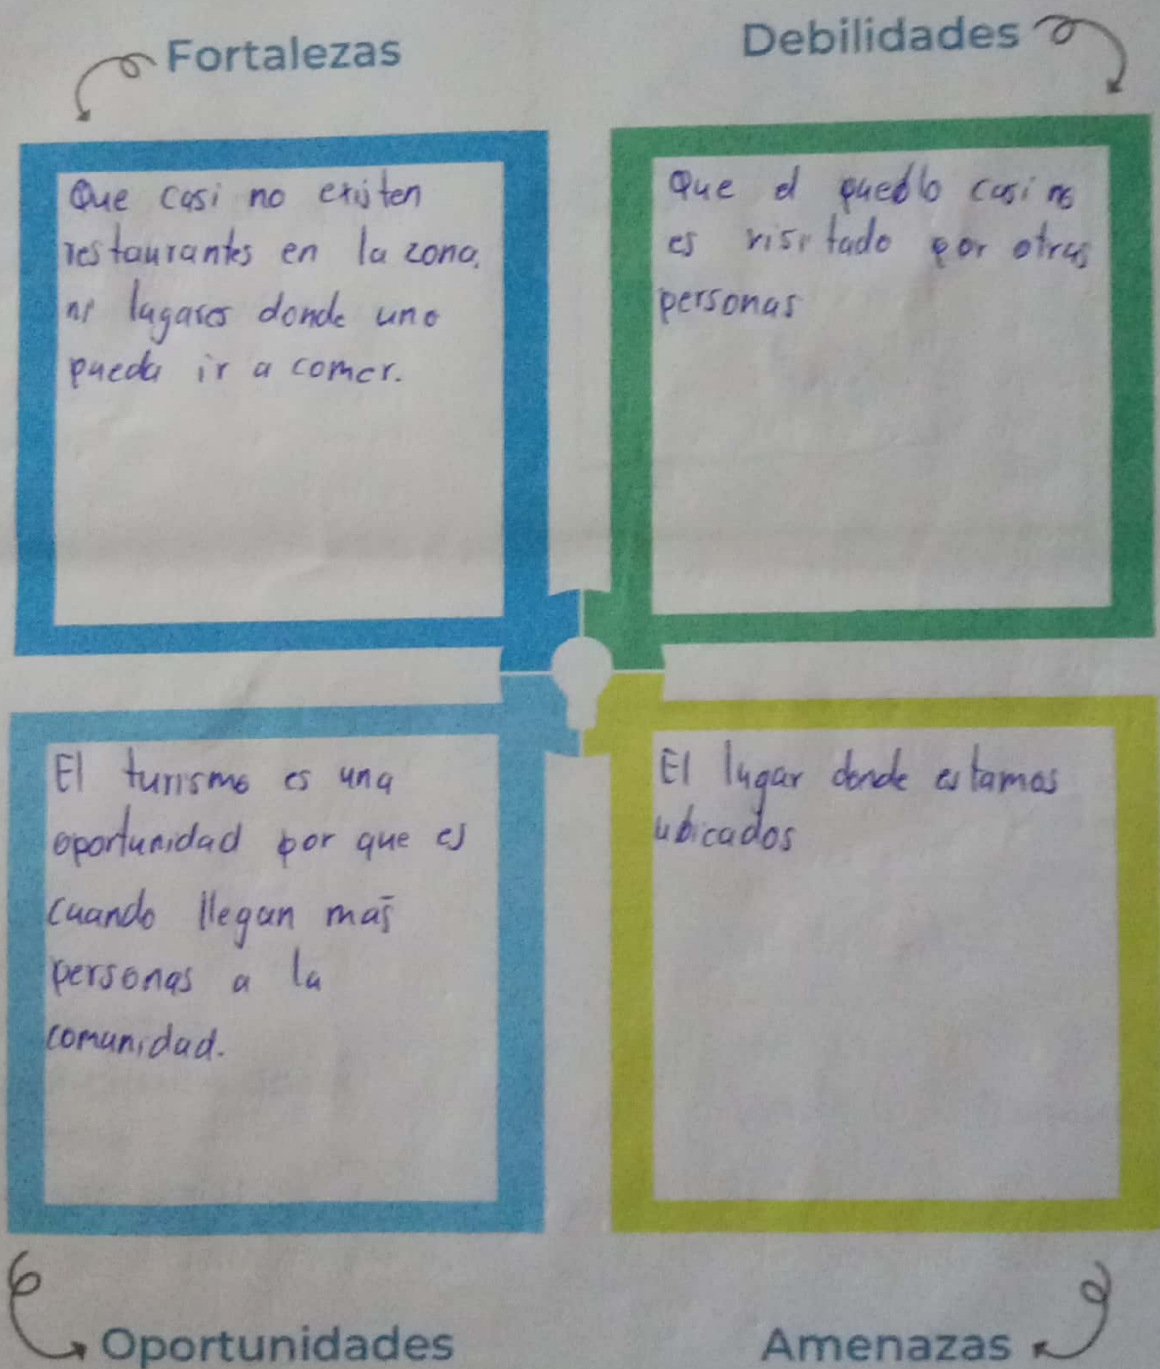 Fortalezas
Que casi no existen
restaurantes en la zona,
ni lugares donde uno
pueda ir a comer.
Debilidades
Que el pueblo casi no
es visitado por otras
personas
El turismo es una
oportunidad por que es
cuando llegan más
personas a la
comunidad.
Oportunidades
El lugar donde estamos
ubicados
Amenazas